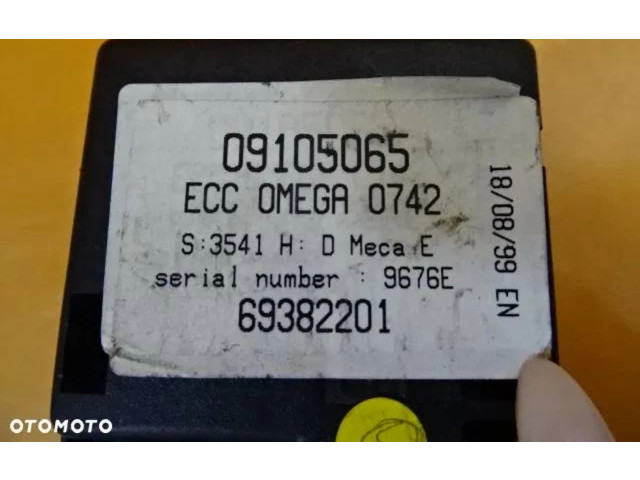 09105065
ECC OMEGA 0742
S:3541 H: D Meca E
serial number : 9676E
69382201
18/08/99 EN
OTOMOTO